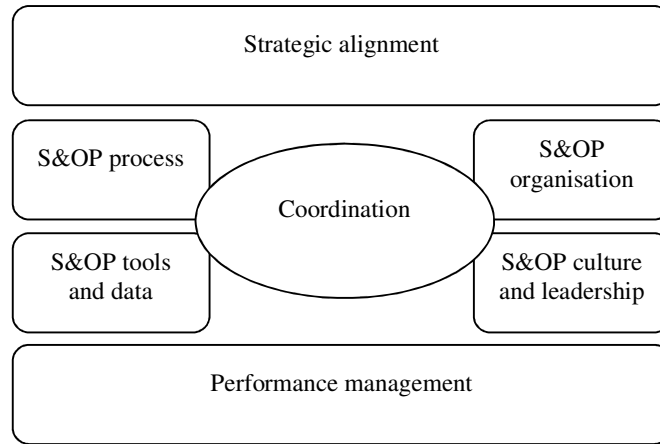 Strategic alignment
S&OP process
S&OP
organisation
Coordination
S&OP tools
and data
S&OP culture
and leadership
Performance management